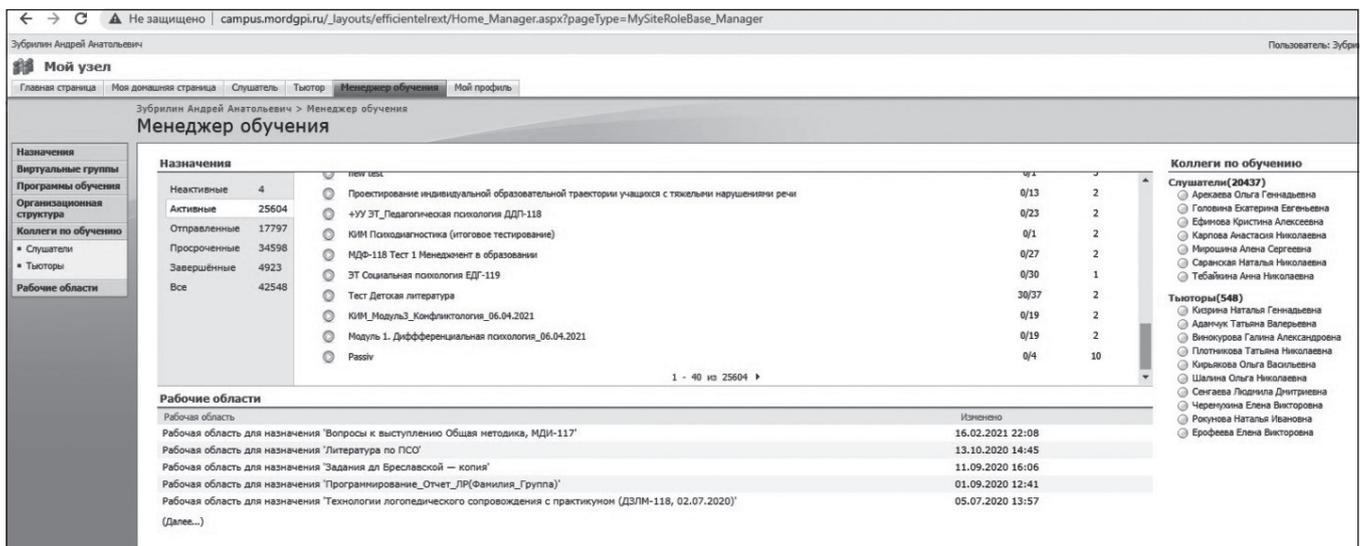 Не защищено | campus.mordgpi.ru/_layouts/efficientelrext/Home_Manager.aspx?pageType=MySiteRoleBase_Manager
Зубрилин Андрей Анатольевич
Пользователь: Зубри
Мой узел
Главная страница Моя домашняя страница Слушатель Тьютор Менеджер обучения Мой профиль
Зубрилин Андрей Анатольевич > Менеджер обучения
Менеджер обучения
Назначения
Виртуальные группы
Программы обучения
Организационная
структура
Коллеги по обучению
Слушатели
Тьюторы
Рабочие области
Назначения
Неактивные 4
Активные 25604
Отправленные 17797
Просроченные 34598
Завершённые 4923
Все 42548
new test 0/1
Проектирование индивидуальной образовательной траектории учащихся с тяжелыми нарушениями речи 0/13 2
+УУ ЭТ_Педагогическая психология ДДП-118 0/23 2
КИМ Психодиагностика (итоговое тестирование) 0/1 2
МДФ-118 Тест 1 Менеджмент в образовании 0/27 2
ЭТ Социальная психология ЕДГ-119 0/30 1
Тест Детская литература 30/37 2
КИМ_Модуль3_Конфликтология_06.04.2021 0/19 2
Модуль 1. Диффференциальная психология_06.04.2021 0/19 2
Passiv 0/4 10
1 - 40 из 25604
Рабочие области
Рабочая область Изменено
Рабочая область для назначения 'Вопросы к выступлению Общая методика, МДИ-117' 16.02.2021 22:08
Рабочая область для назначения 'Литература по ПСО' 13.10.2020 14:45
Рабочая область для назначения 'Задания дл Бреславской — копия' 11.09.2020 16:06
Рабочая область для назначения 'Программирование_Отчет_ЛР(Фамилия_Группа)' 01.09.2020 12:41
Рабочая область для назначения 'Технологии логопедического сопровождения с практикумом (ДЗЛМ-118, 02.07.2020)' 05.07.2020 13:57
(Далее...)
Коллеги по обучению
Слушатели(20437)
Арекаева Ольга Геннадьевна
Головина Екатерина Евгеньевна
Ефинова Кристина Алексеевна
Карпова Анастасия Николаевна
Мирошина Алена Сергеевна
Саранская Наталья Николаевна
Тебайкина Анна Николаевна
Тьюторы(548)
Кизрина Наталья Геннадьевна
Адамчук Татьяна Валерьевна
Винокурова Галина Александровна
Плотникова Татьяна Николаевна
Кирьякова Ольга Васильевна
Шалина Ольга Николаевна
Сенгаева Людмила Дмитриевна
Черемухина Елена Викторовна
Рокунова Наталья Ивановна
Ерофеева Елена Викторовна